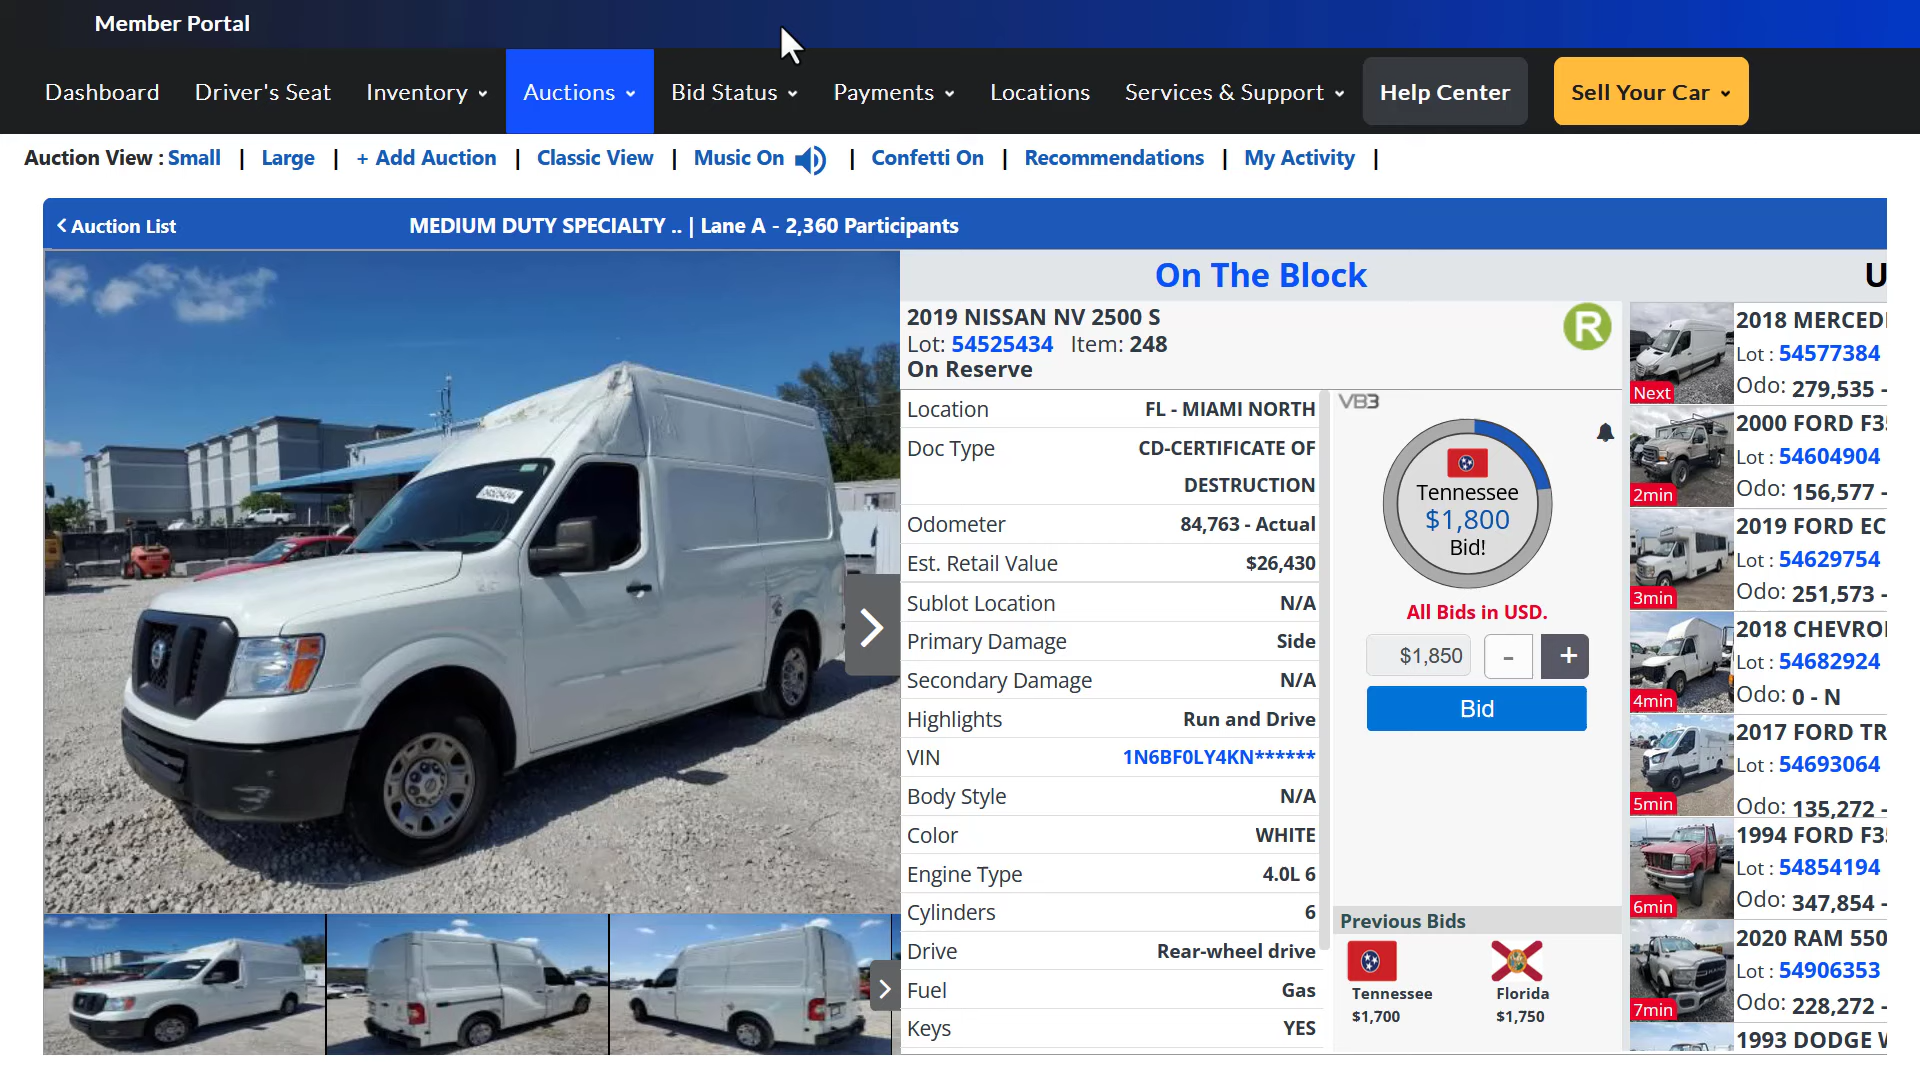 Member Portal
Dashboard
Driver's Seat
Inventory
Auctions
Bid Status
Payments
Locations
Services & Support
Help Center
Sell Your Car
Auction View : Small | Large | + Add Auction | Classic View | Music On | Confetti On | Recommendations | My Activity |
Auction List
MEDIUM DUTY SPECIALTY .. | Lane A - 2,360 Participants
On The Block
2019 NISSAN NV 2500 S
Lot: 54525434 Item: 248
On Reserve
R
Location FL - MIAMI NORTH
Doc Type CD-CERTIFICATE OF
DESTRUCTION
Odometer 84,763 - Actual
Est. Retail Value $26,430
Sublot Location N/A
Primary Damage Side
Secondary Damage N/A
Highlights Run and Drive
VIN 1N6BF0LY4KN******
Body Style N/A
Color WHITE
Engine Type 4.0L 6
Cylinders 6
Drive Rear-wheel drive
Fuel Gas
Keys YES
VB3
Tennessee
$1,800
Bid!
All Bids in USD.
$1,850
-
+
Bid
Previous Bids
Tennessee
$1,700
Florida
$1,750
U
2018 MERCED
Lot : 54577384
Odo: 279,535 -
Next
2000 FORD F3
Lot : 54604904
Odo: 156,577 -
2min
2019 FORD EC
Lot : 54629754
Odo: 251,573 -
3min
2018 CHEVRO
Lot : 54682924
Odo: 0 - N
4min
2017 FORD TR
Lot : 54693064
Odo: 135,272 -
5min
1994 FORD F3
Lot : 54854194
Odo: 347,854 -
6min
2020 RAM 550
Lot : 54906353
Odo: 228,272 -
7min
1993 DODGE